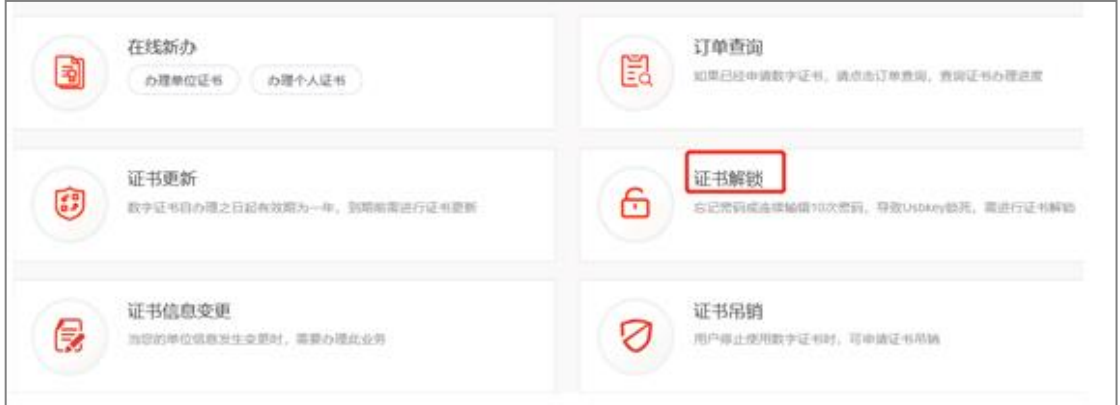 在线新办
办理单位证书 办理个人证书
订单查询
如果已经申请数字证书，请点击订单查询，查询证书办理进度
证书更新
数字证书自办理之日起有效期为一年，到期前需进行证书更新
证书解锁
忘记密码或连续输错10次密码，导致Usbkey锁死，需进行证书解锁
证书信息变更
当您的单位信息发生变更时，需要办理此业务
证书吊销
用户停止使用数字证书时，可申请证书吊销